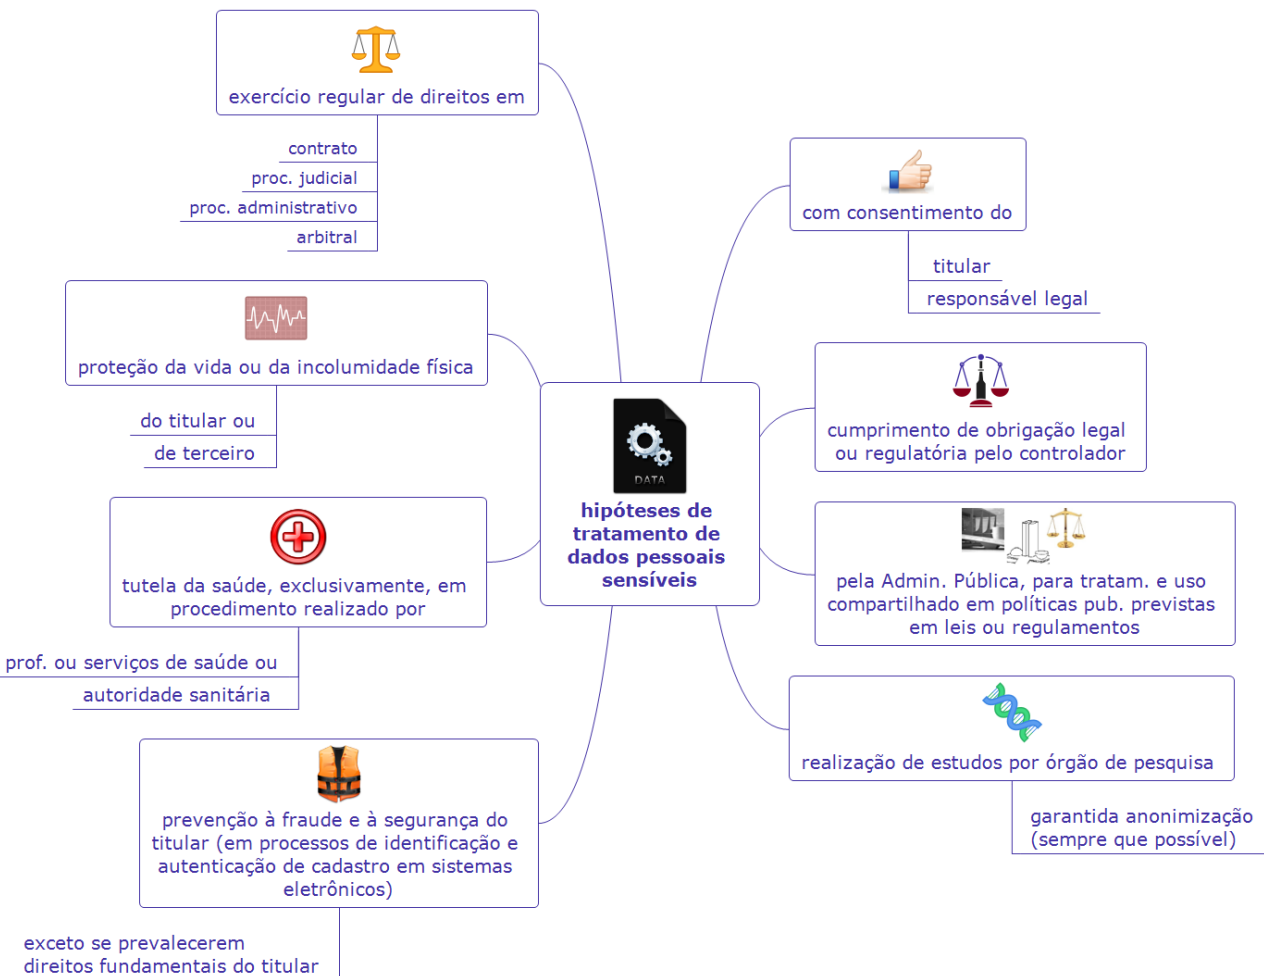 exercício regular de direitos em
contrato
proc. judicial
proc. administrativo
arbitral
proteção da vida ou da incolumidade física
do titular ou
de terceiro
tutela da saúde, exclusivamente, em
procedimento realizado por
prof. ou serviços de saúde ou
autoridade sanitária
prevenção à fraude e à segurança do
titular (em processos de identificação e
autenticação de cadastro em sistemas
eletrônicos)
exceto se prevalecerem
direitos fundamentais do titular
DATA
hipóteses de
tratamento de
dados pessoais
sensíveis
com consentimento do
titular
responsável legal
cumprimento de obrigação legal
ou regulatória pelo controlador
pela Admin. Pública, para tratam. e uso
compartilhado em políticas pub. previstas
em leis ou regulamentos
realização de estudos por órgão de pesquisa
garantida anonimização
(sempre que possível)